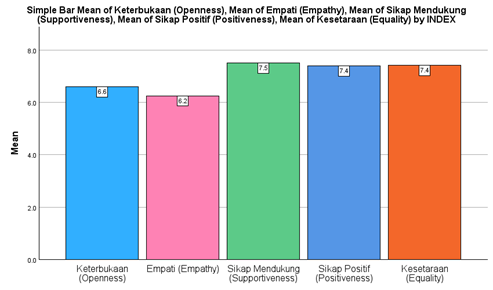 Simple Bar Mean of Keterbukaan (Openness), Mean of Empati (Empathy), Mean of Sikap Mendukung
(Supportiveness), Mean of Sikap Positif (Positiveness), Mean of Kesetaraan (Equality) by INDEX
8.0
6.0
4.0
2.0
0.0
Mean
6.6
6.2
7.5
7.4
7.4
Keterbukaan
(Openness)
Empati (Empathy)
Sikap Mendukung
(Supportiveness)
Sikap Positif
(Positiveness)
Kesetaraan
(Equality)